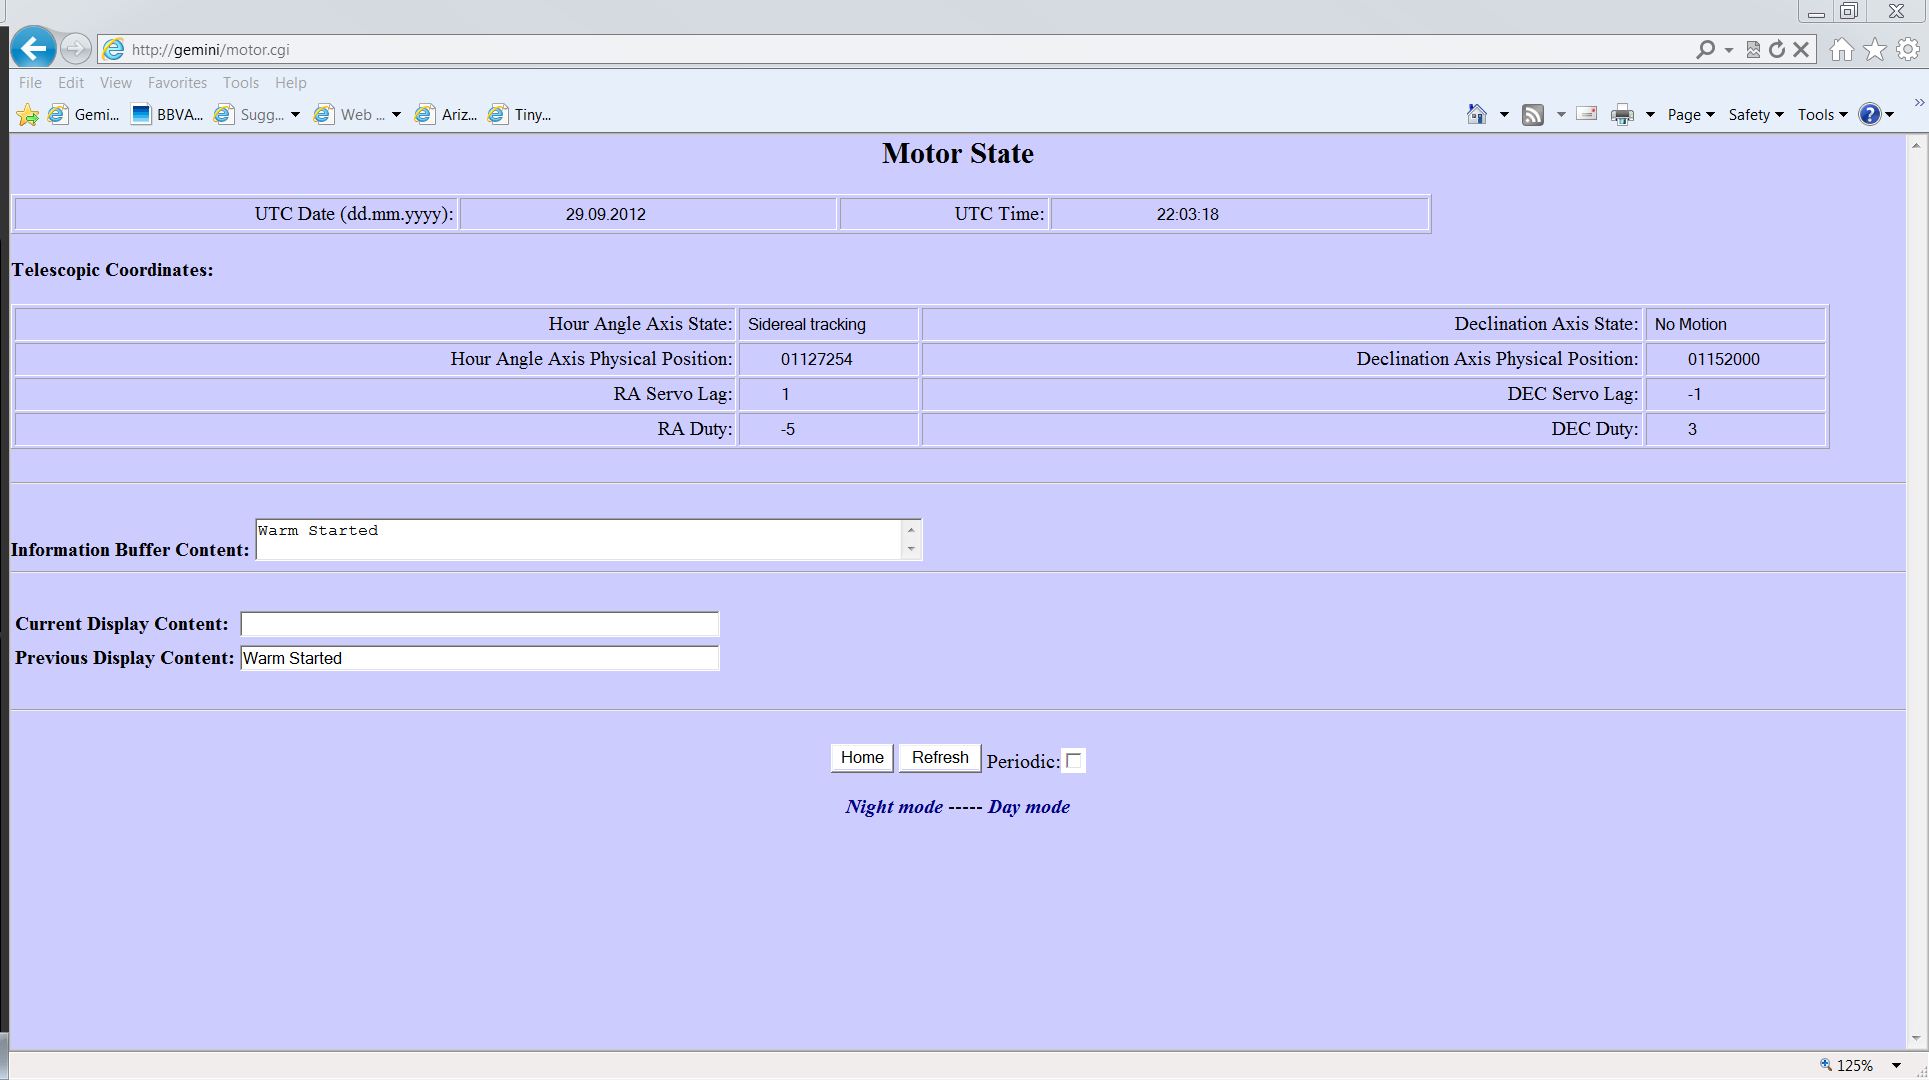 http://gemini/motor.cgi
File Edit View Favorites Tools Help
Gemi... BBVA... Sugg... Web ... Ariz... Tiny... Page Safety Tools
Motor State
UTC Date (dd.mm.yyyy): 29.09.2012 UTC Time: 22:03:18
Telescopic Coordinates:
Hour Angle Axis State: Sidereal tracking Declination Axis State: No Motion
Hour Angle Axis Physical Position: 01127254 Declination Axis Physical Position: 01152000
RA Servo Lag: 1 DEC Servo Lag: -1
RA Duty: -5 DEC Duty: 3
Information Buffer Content: Warm Started
Current Display Content:
Previous Display Content: Warm Started
Home Refresh Periodic:
Night mode ----- Day mode
125%